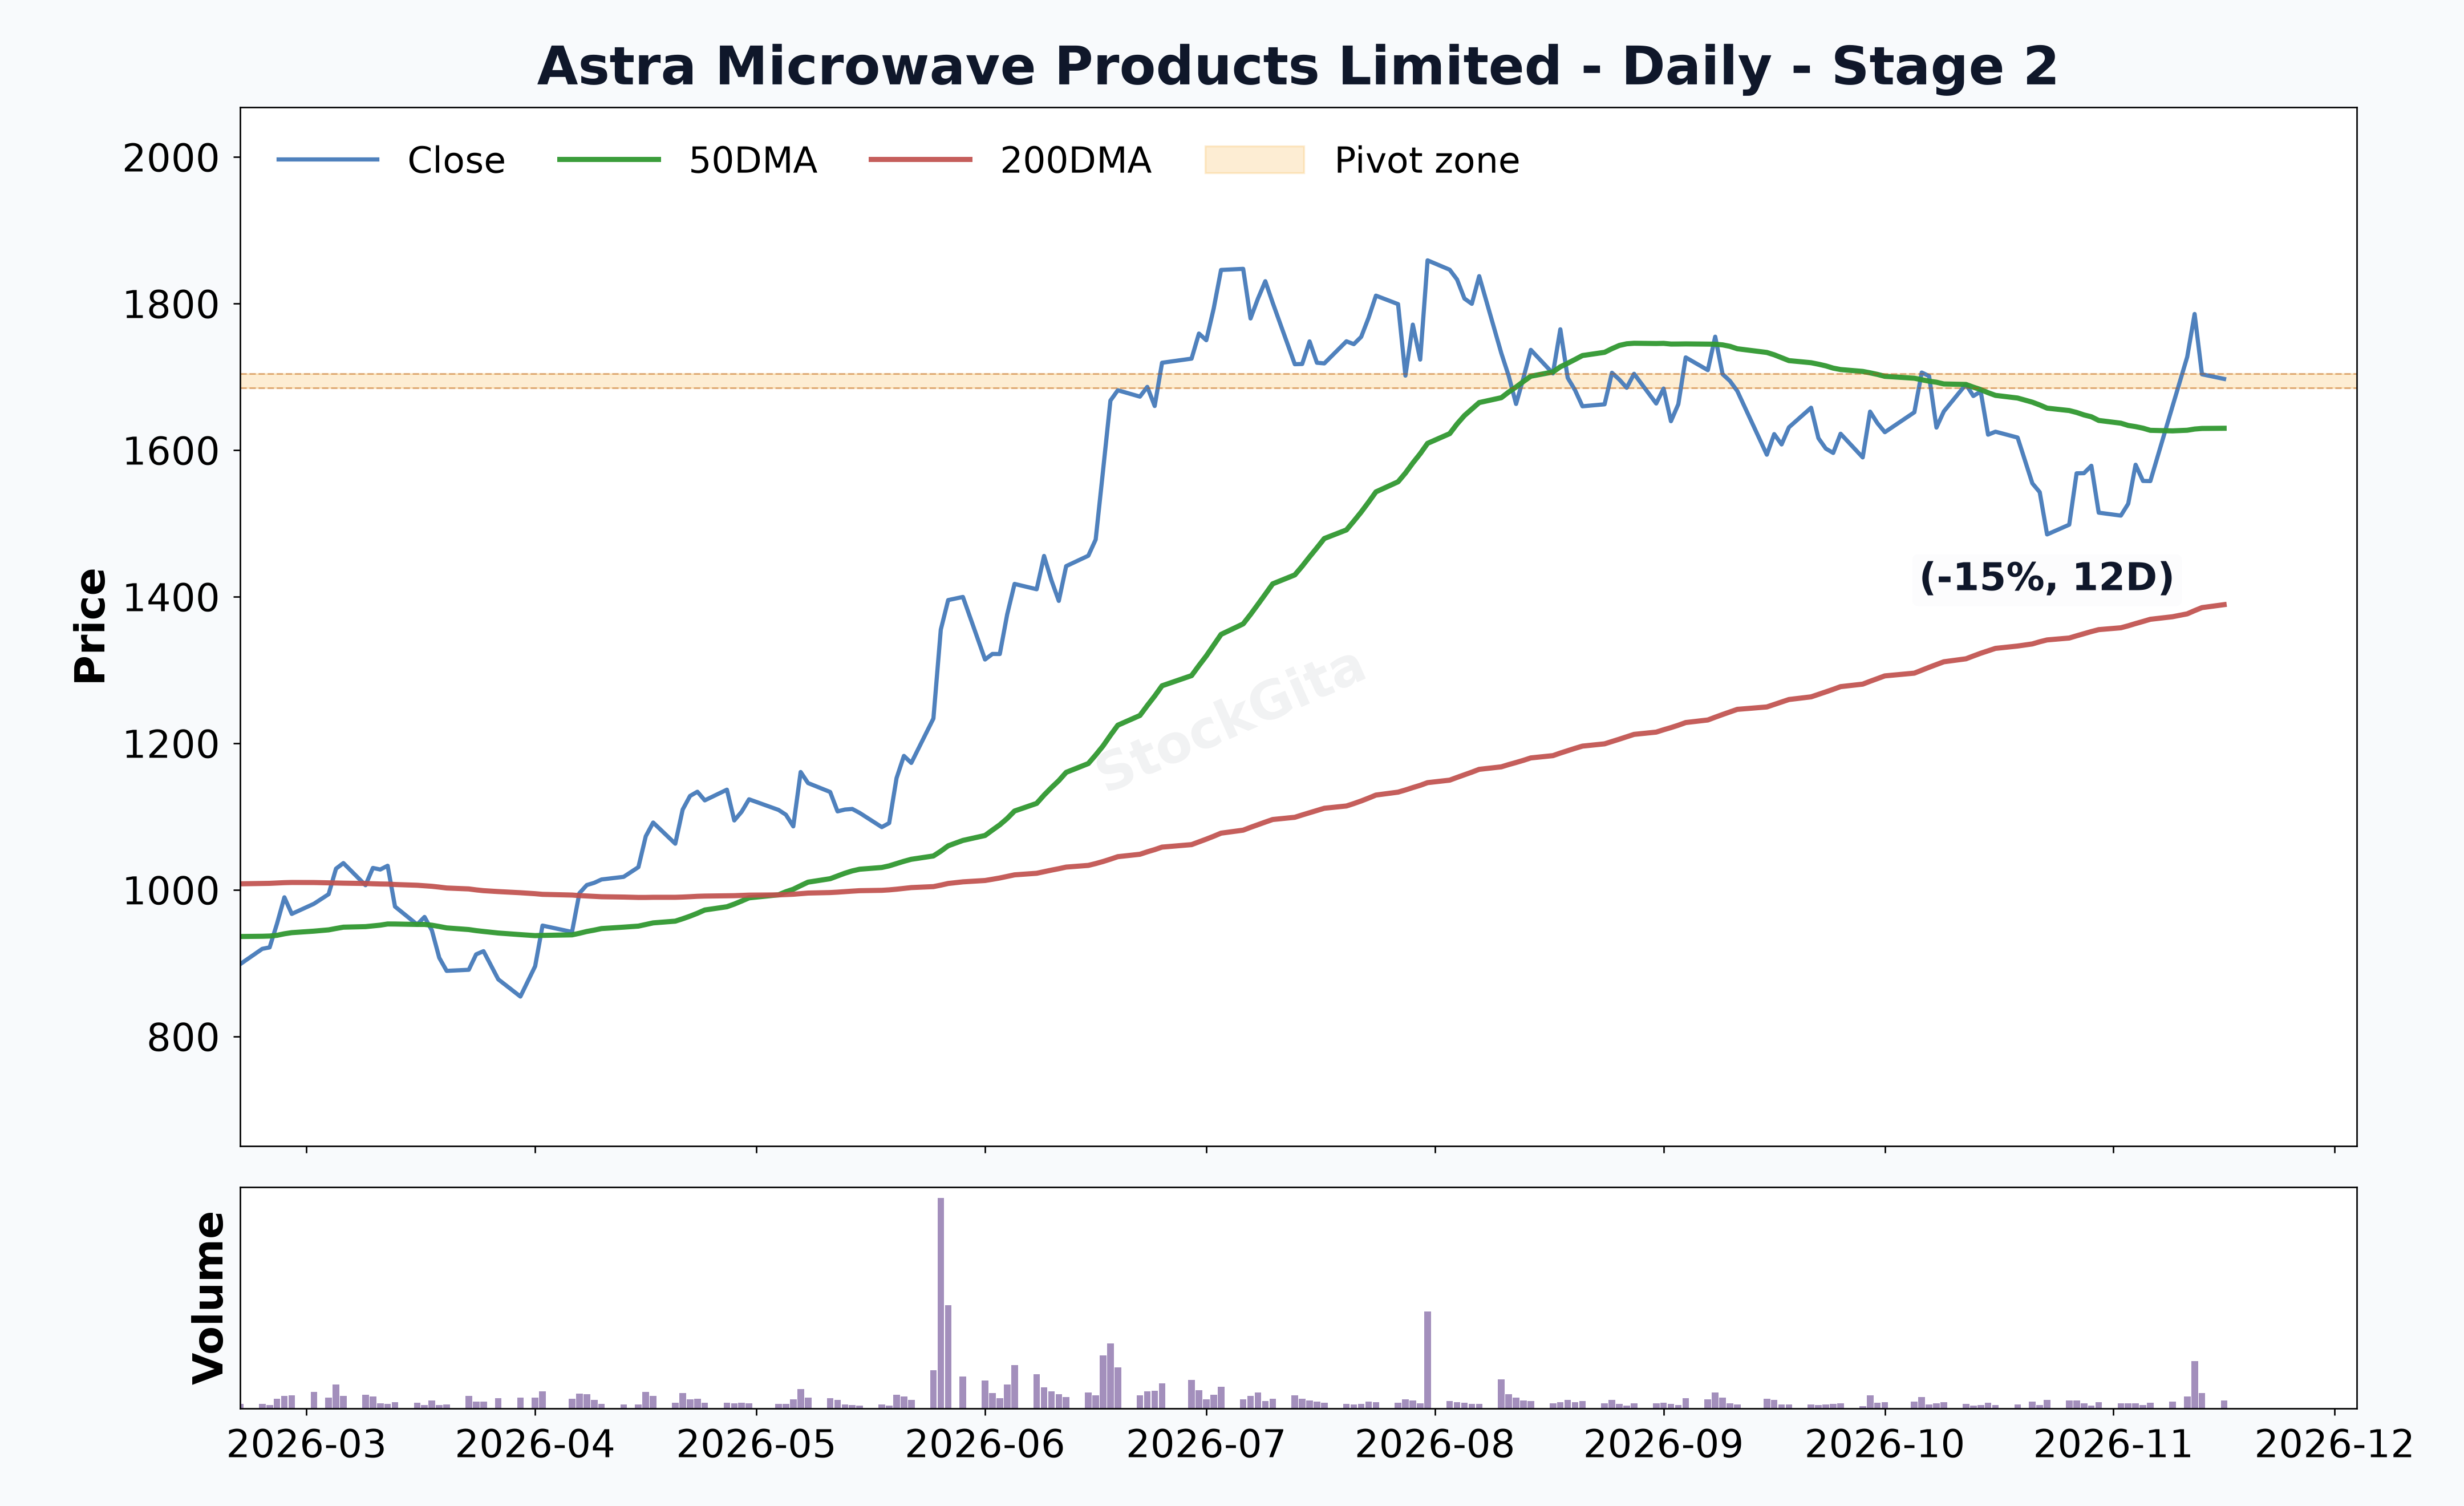 Astra Microwave Products Limited - Daily - Stage 2
Close 50DMA 200DMA Pivot zone
Price
2000
1800
1600
1400
1200
1000
800
(-15%, 12D)
StockGita
Volume
2026-03 2026-04 2026-05 2026-06 2026-07 2026-08 2026-09 2026-10 2026-11 2026-12